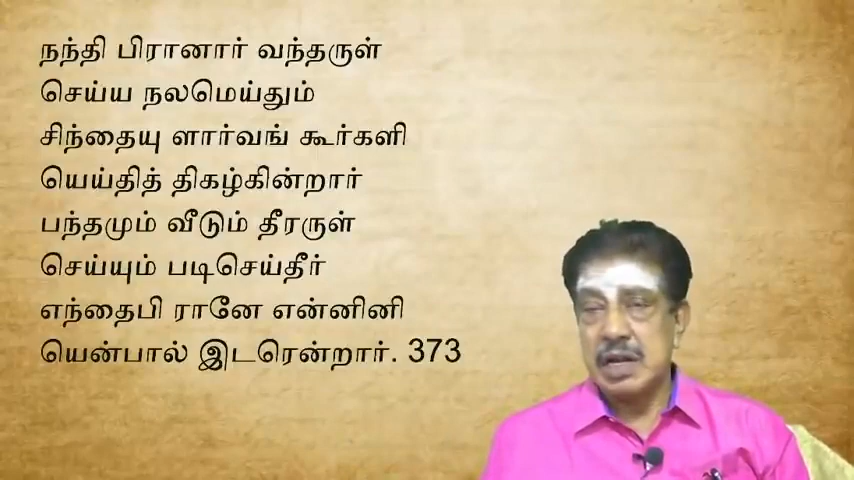 நந்தி பிரானார் வந்தருள்
செய்ய நலமெய்தும்
சிந்தையு ளார்வங் கூர்களி
யெய்தித் திகழ்கின்றார்
பந்தமும் வீடும் தீரருள்
செய்யும் படிசெய்தீர்
எந்தைபி ரானே என்னினி
யென்பால் இடரென்றார். 373